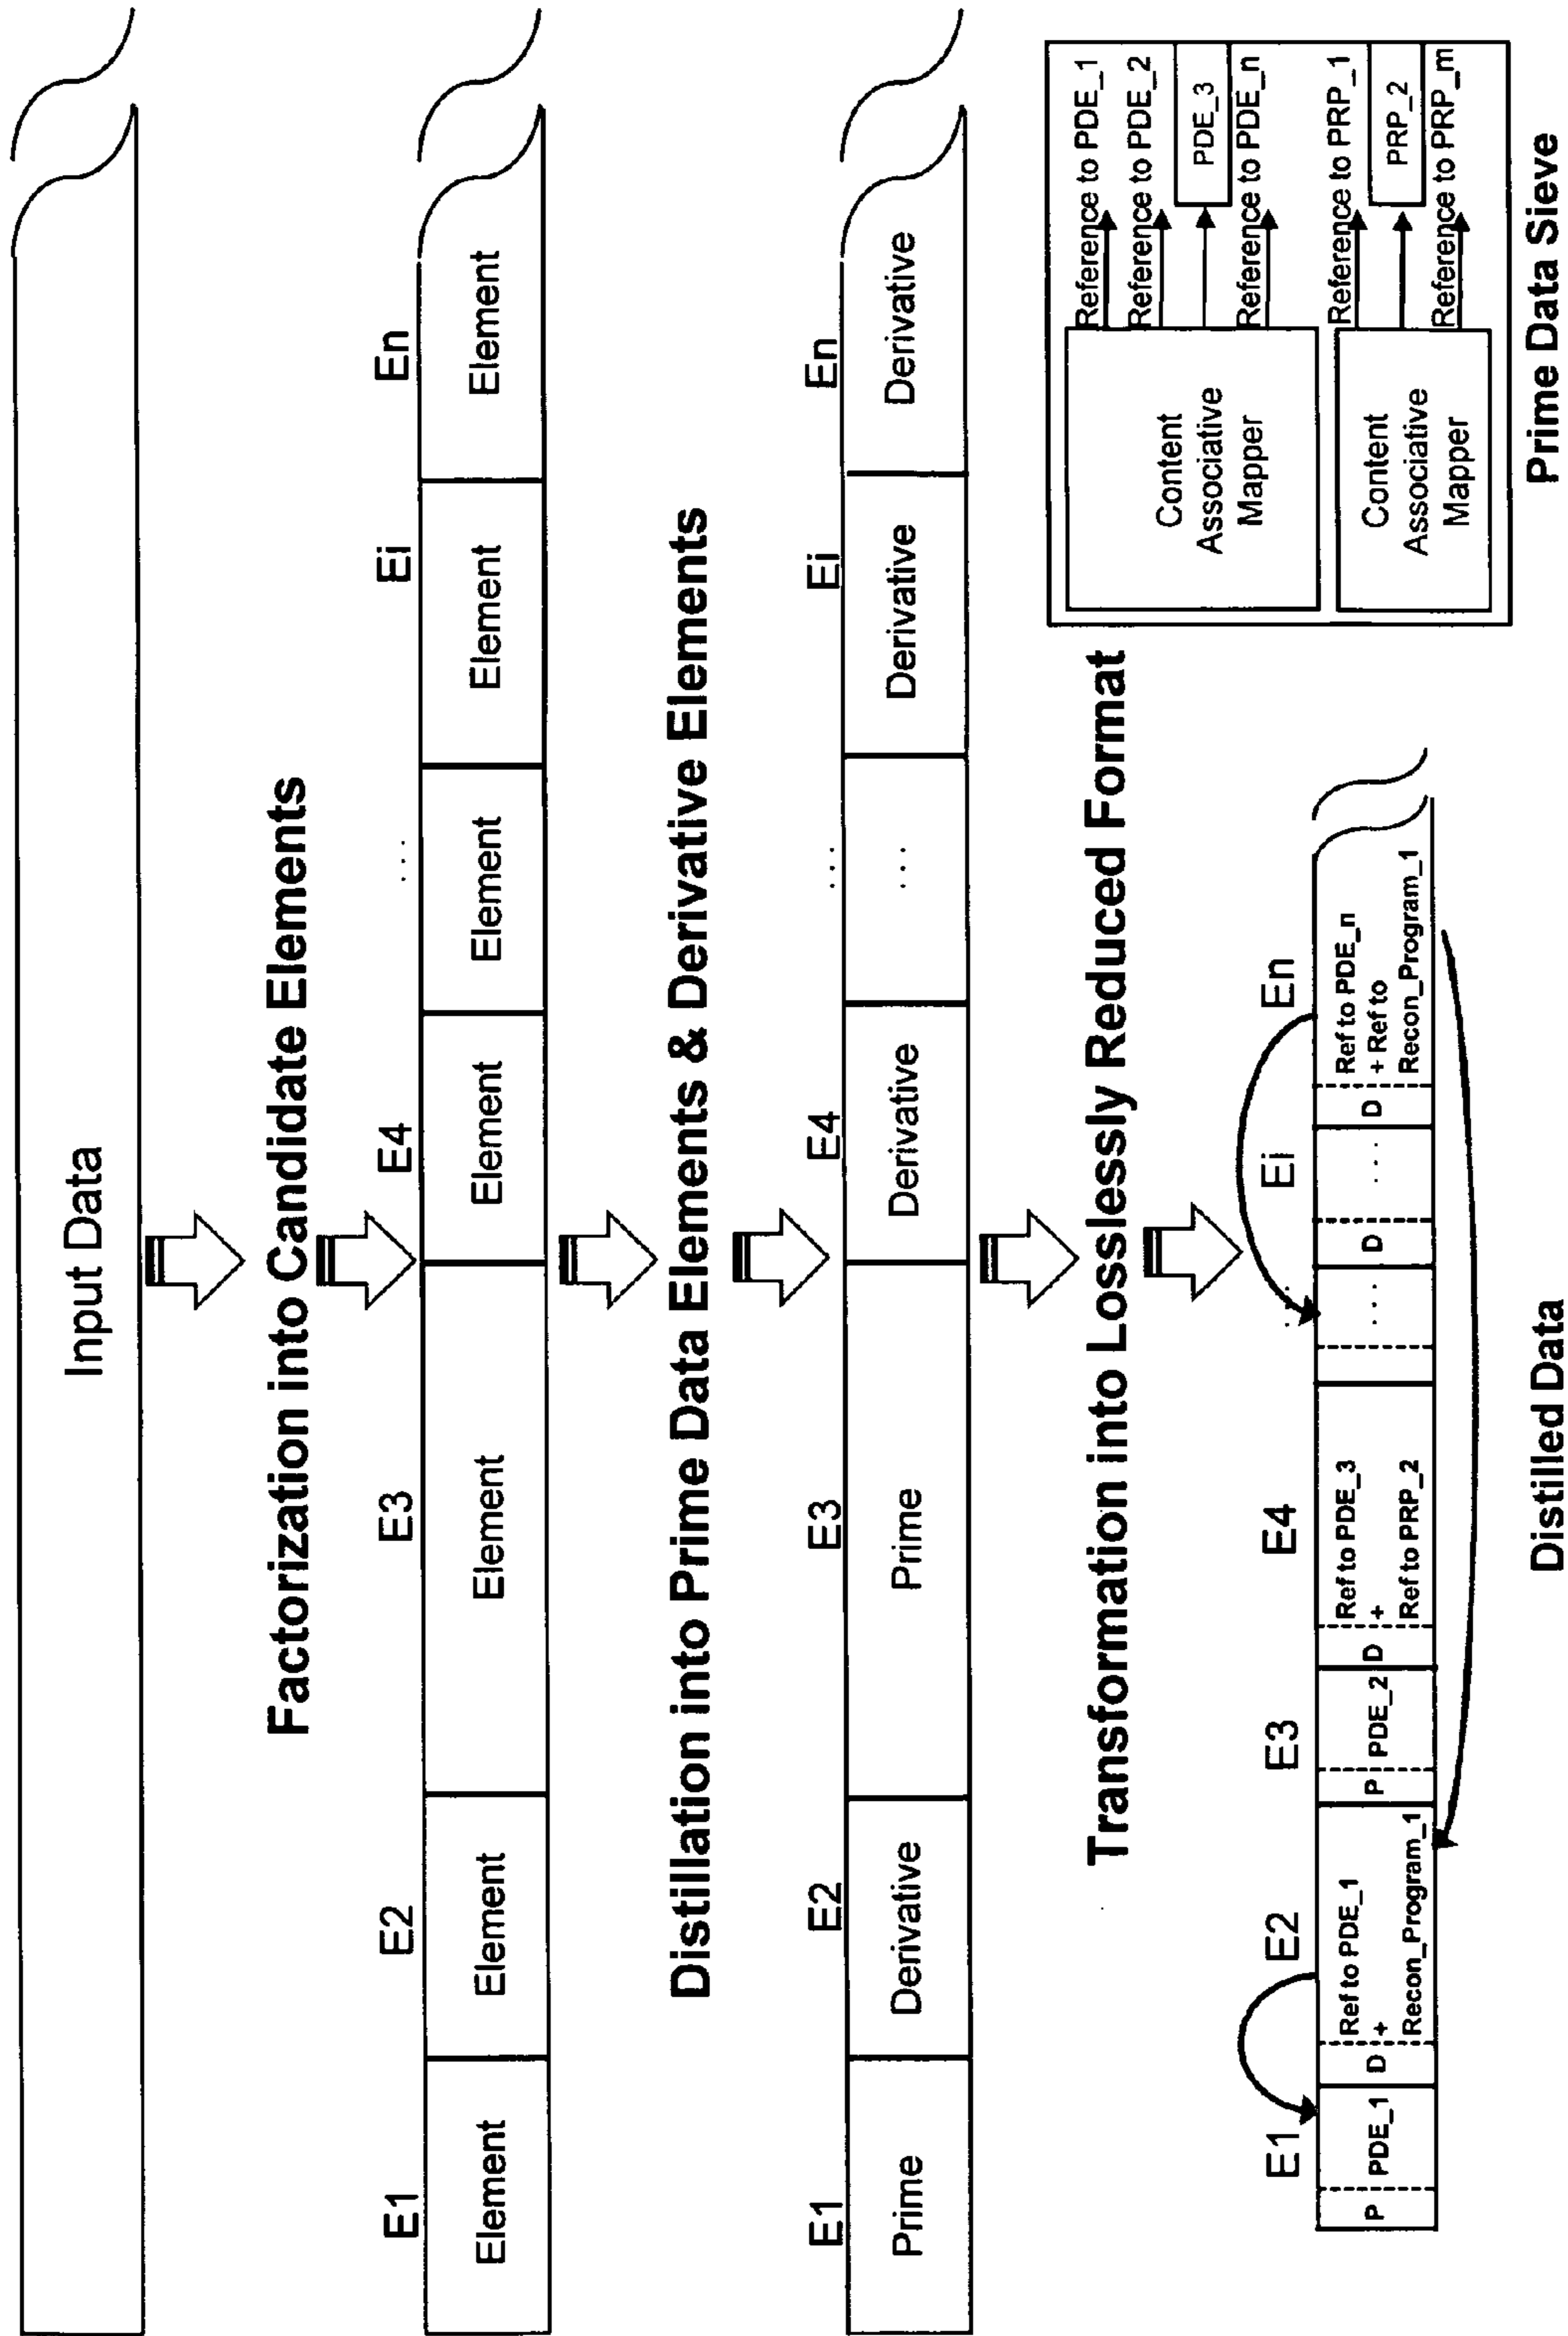 Input Data
Factorization into Candidate Elements
E1 E2 E3 E4 ... Ei En
Element Element Element Element Element Element Element
Distillation into Prime Data Elements & Derivative Elements
E1 E2 E3 E4 ... Ei En
Prime Derivative Prime Derivative ... Derivative Derivative
Transformation into Losslessly Reduced Format
E1 E2 E3 E4 ... Ei En
P PDE_1
D Ref to PDE_1
+
Recon_Program_1
P PDE_2
D Ref to PDE_3
+
Ref to PRP_2
...
D ...
D Ref to PDE_n
+ Ref to
Recon_Program_1
Distilled Data
Content
Associative
Mapper
Reference to PDE_1
Reference to PDE_2
PDE_3
Reference to PDE_n
Content
Associative
Mapper
Reference to PRP_1
PRP_2
Reference to PRP_m
Prime Data Sieve